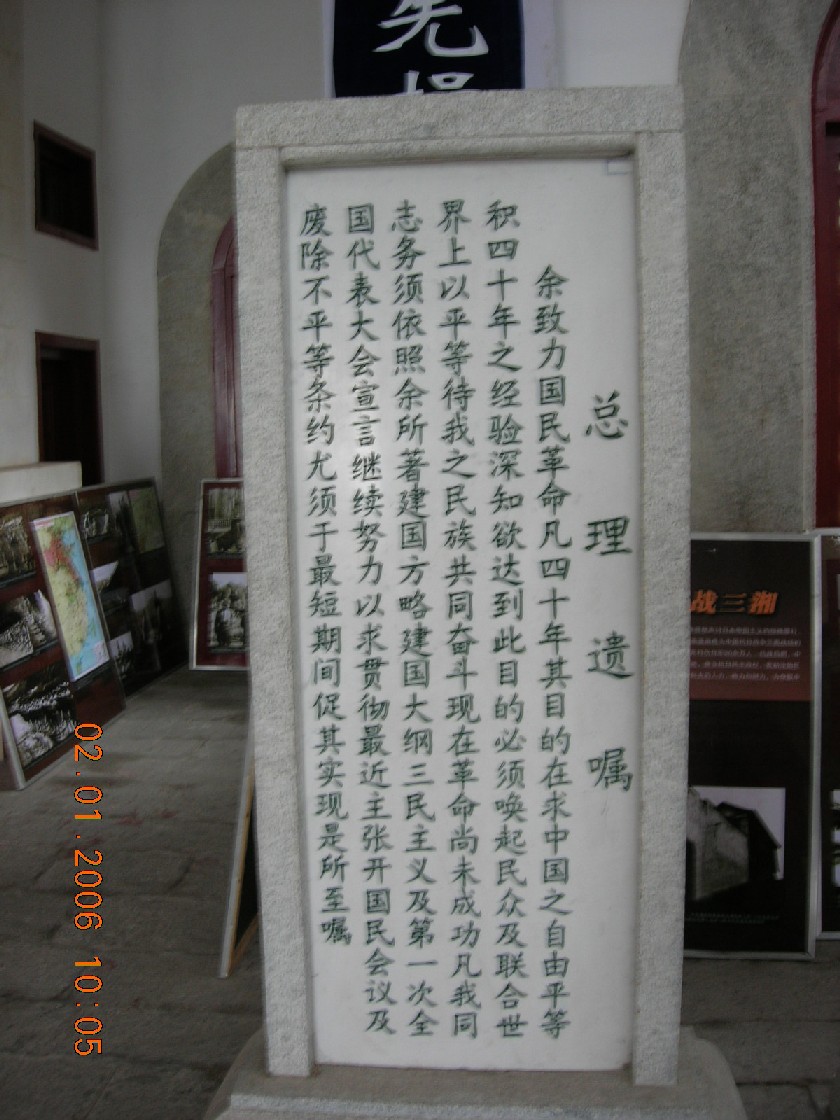 先
总理遗嘱
余致力国民革命凡四十年其目的在求中国之自由平等
积四十年之经验深知欲达到此目的必须唤起民众及联合世
界上以平等待我之民族共同奋斗现在革命尚未成功凡我同
志务须依照余所著建国方略建国大纲三民主义及第一次全
国代表大会宣言继续努力以求贯彻最近主张开国民会议及
废除不平等条约尤须于最短期间促其实现是所至嘱
战三湘
02.01.2006 10:05